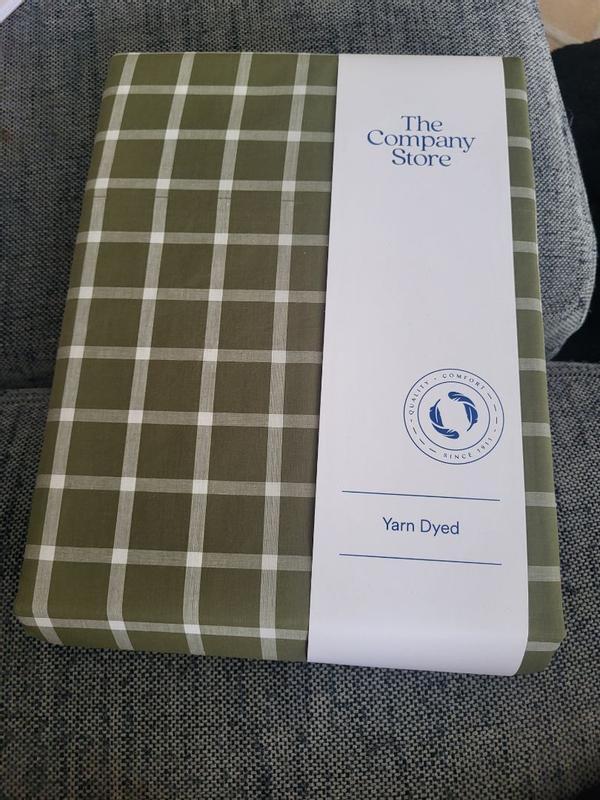 The
Company
Store
QUALITY • COMFORT
SINCE 1911
Yarn Dyed